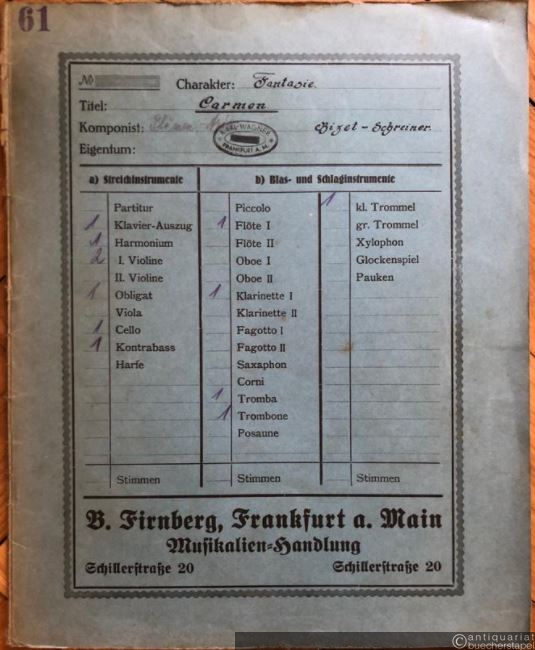 61
№
Charakter: Fantasie.
Titel: Carmen
Komponist: Bizet - Schreiner.
KARL WAGNER
FRANKFURT A. M.
Eigentum:
a) Streichinstrumente
b) Blas- und Schlaginstrumente
Partitur
1 Klavier-Auszug
1 Harmonium
2 I. Violine
II. Violine
1 Obligat
Viola
1 Cello
1 Kontrabass
Harfe
Stimmen
Piccolo
1 Flöte I
Flöte II
Oboe I
Oboe II
1 Klarinette I
Klarinette II
Fagotto I
Fagotto II
Saxaphon
Corni
1 Tromba
1 Trombone
Posaune
Stimmen
1 kl. Trommel
gr. Trommel
Xylophon
Glockenspiel
Pauken
Stimmen
B. Firnberg, Frankfurt a. Main
Musikalien-Handlung
Schillerstraße 20 Schillerstraße 20
© antiquariat
buecherstapel